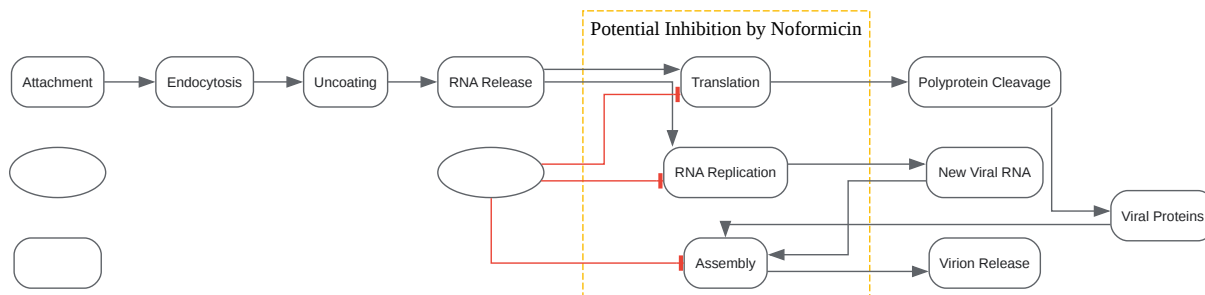 Potential Inhibition by Noformicin
Attachment
Endocytosis
Uncoating
RNA Release
Translation
Polyprotein Cleavage
RNA Replication
New Viral RNA
Viral Proteins
Assembly
Virion Release